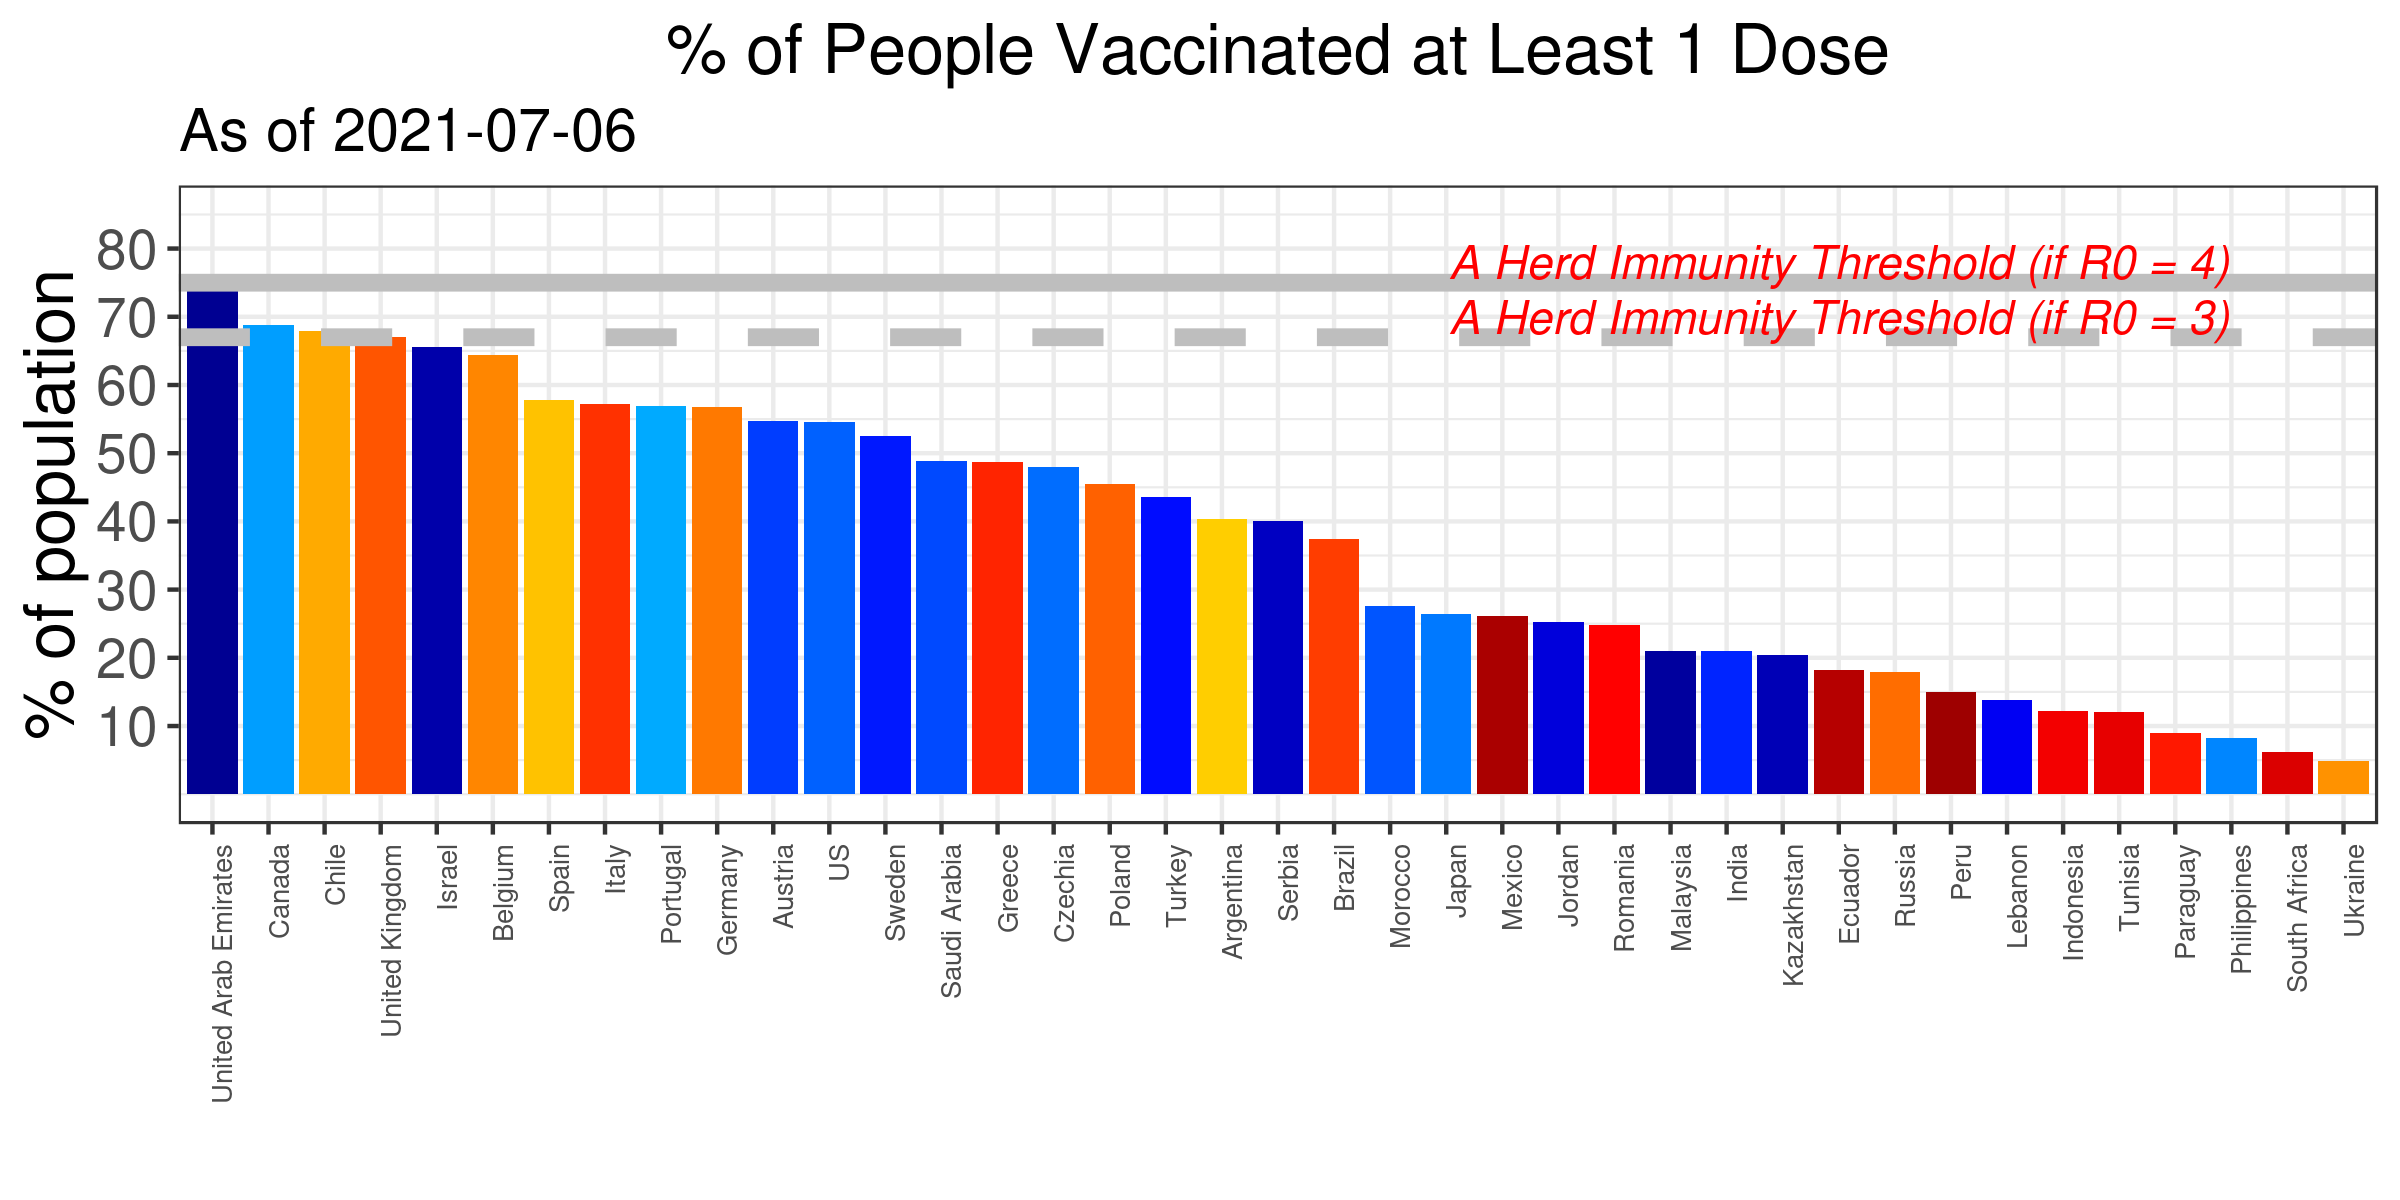 % of People Vaccinated at Least 1 Dose
As of 2021-07-06
% of population
80
70
60
50
40
30
20
10
A Herd Immunity Threshold (if R0 = 4)
A Herd Immunity Threshold (if R0 = 3)
United Arab Emirates
Canada
Chile
United Kingdom
Israel
Belgium
Spain
Italy
Portugal
Germany
Austria
US
Sweden
Saudi Arabia
Greece
Czechia
Poland
Turkey
Argentina
Serbia
Brazil
Morocco
Japan
Mexico
Jordan
Romania
Malaysia
India
Kazakhstan
Ecuador
Russia
Peru
Lebanon
Indonesia
Tunisia
Paraguay
Philippines
South Africa
Ukraine